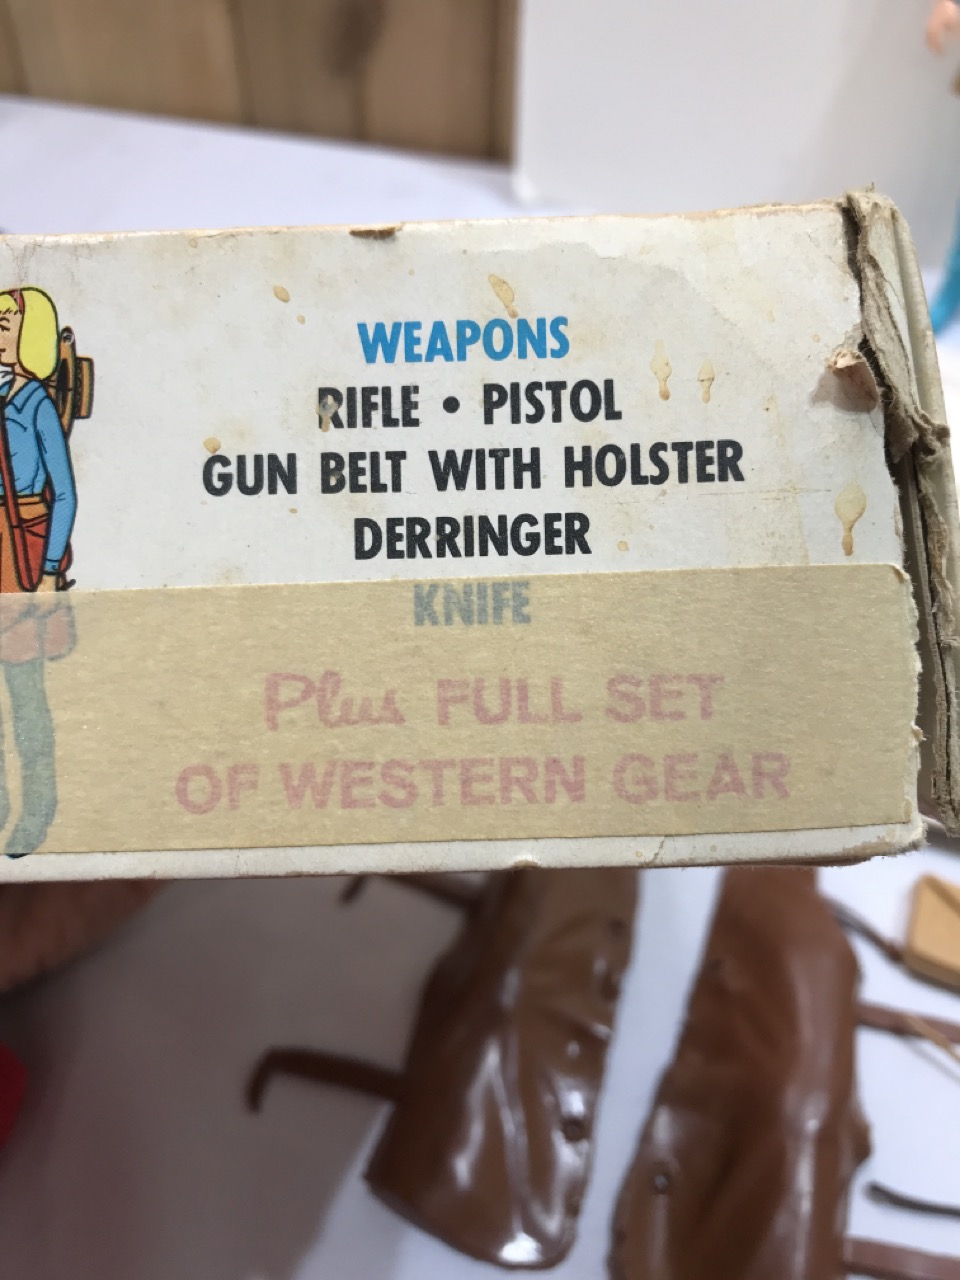 WEAPONS
RIFLE • PISTOL
GUN BELT WITH HOLSTER
DERRINGER
KNIFE
Plus FULL SET
OF WESTERN GEAR